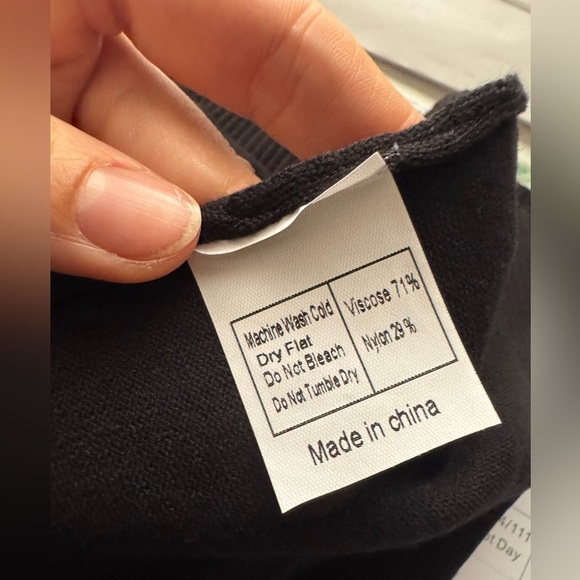 Machine Wash Cold
Dry Flat
Do Not Bleach
Do Not Tumble Dry
Viscose 71%
Nylon 29 %
Made in china
Day